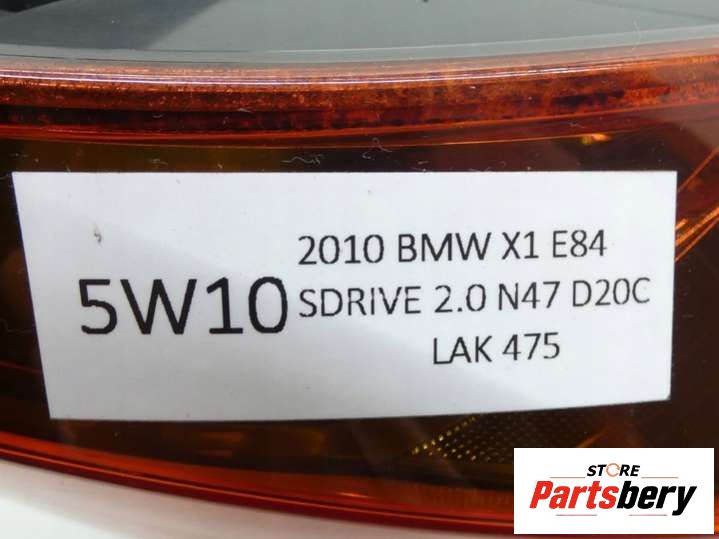 5W10
2010 BMW X1 E84
SDRIVE 2.0 N47 D20C
LAK 475
STORE
Partsbery